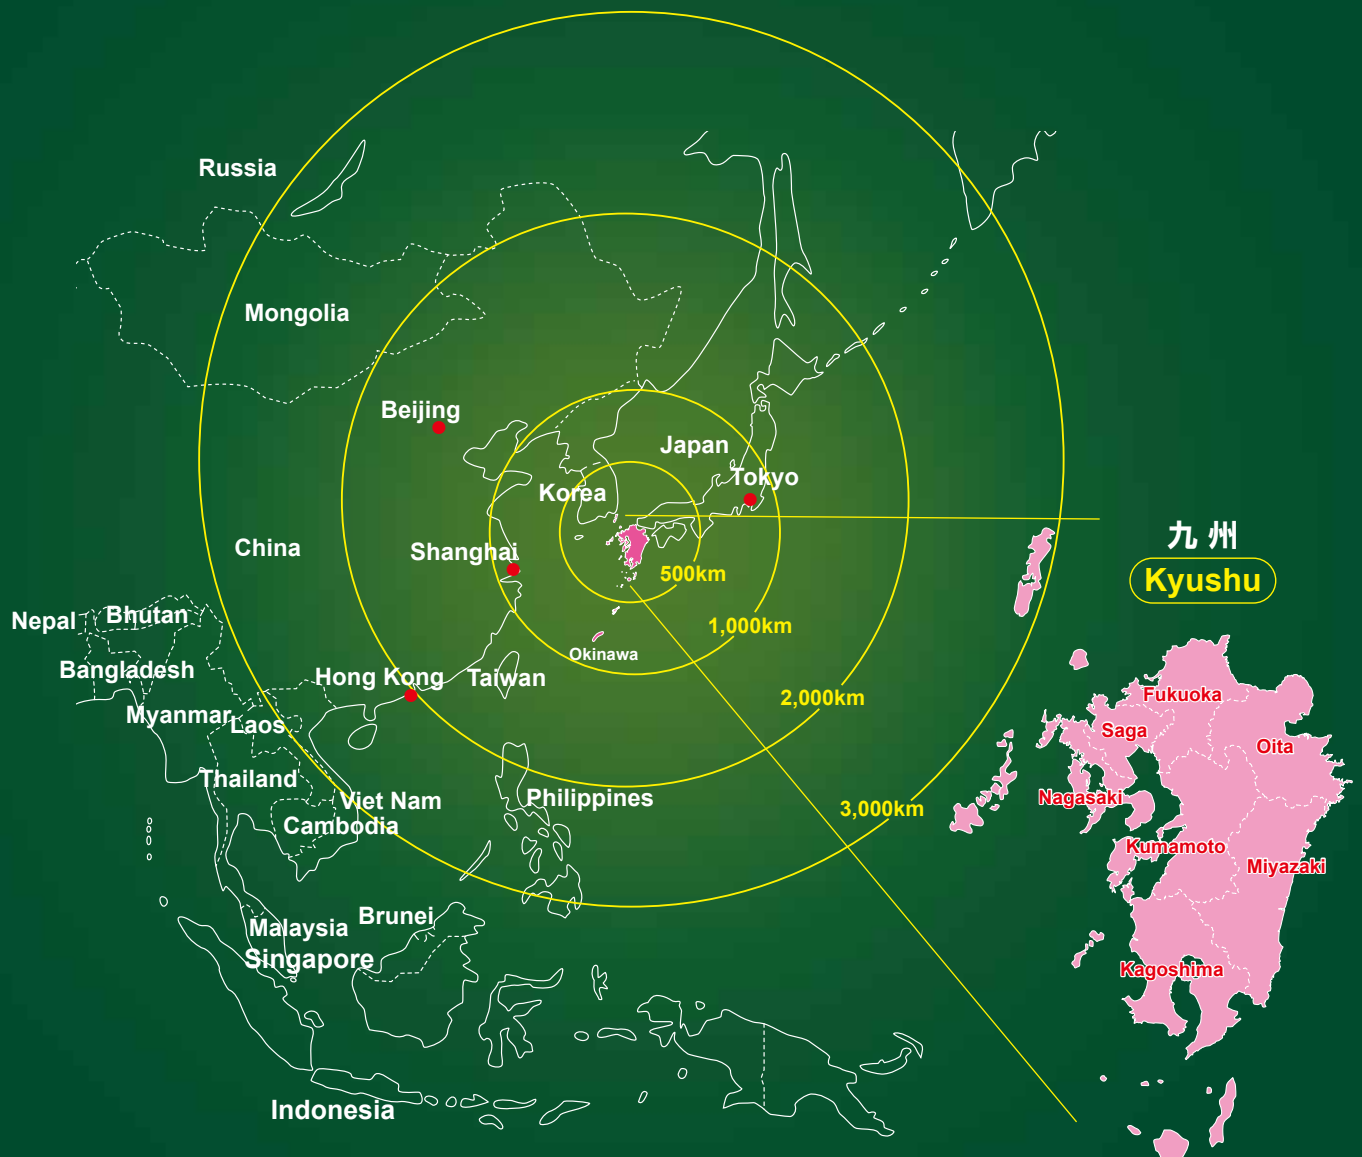 Russia
Mongolia
Beijing
Japan
Tokyo
Korea
九州
Kyushu
China
Shanghai
500km
Nepal
Bhutan
1,000km
Okinawa
Bangladesh
Hong Kong
Taiwan
2,000km
Myanmar
Laos
Thailand
Viet Nam
Philippines
3,000km
Cambodia
Brunei
Malaysia
Singapore
Indonesia
Fukuoka
Saga
Oita
Nagasaki
Kumamoto
Miyazaki
Kagoshima